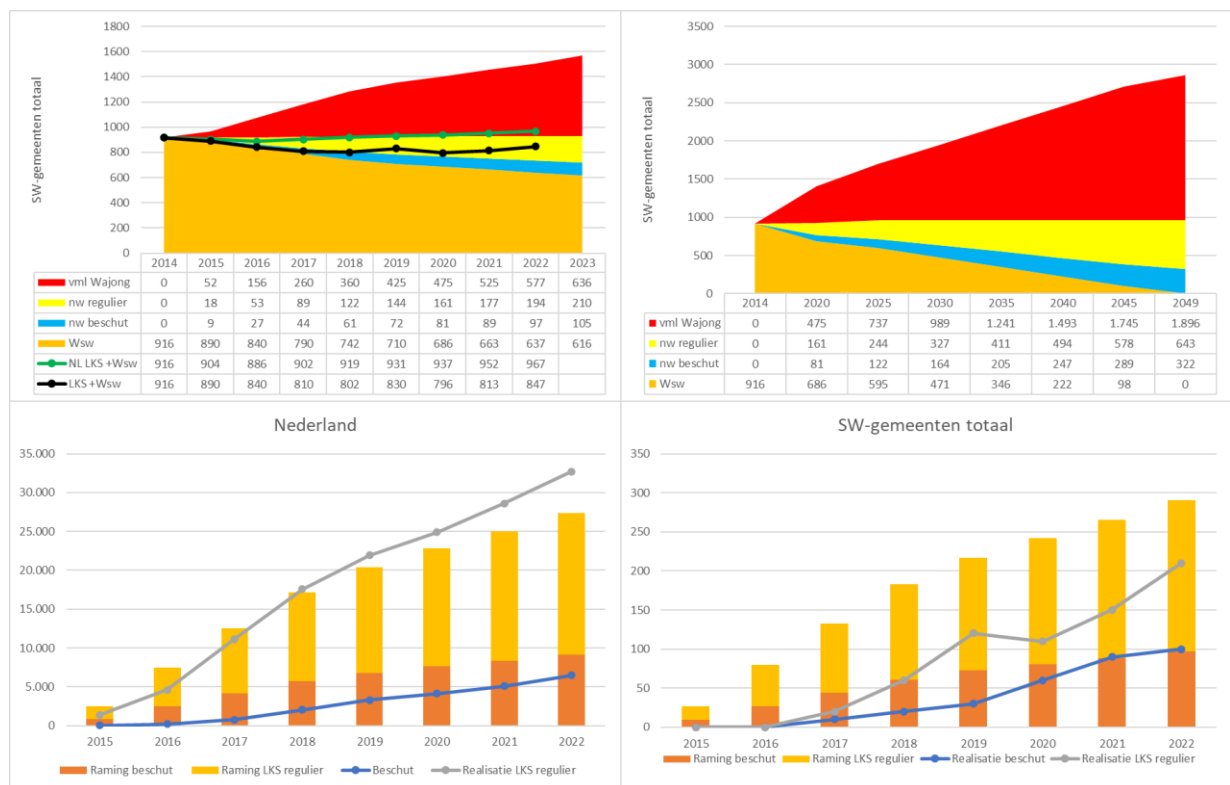 SW-gemeenten totaal
1800
1600
1400
1200
1000
800
600
400
200
0
2014 2015 2016 2017 2018 2019 2020 2021 2022 2023
vml Wajong 0 52 156 260 360 425 475 525 577 636
nw regulier 0 18 53 89 122 144 161 177 194 210
nw beschut 0 9 27 44 61 72 81 89 97 105
Wsw 916 890 840 790 742 710 686 663 637 616
NL LKS +Wsw 916 904 886 902 919 931 937 952 967
LKS +Wsw 916 890 840 810 802 830 796 813 847
SW-gemeenten totaal
3500
3000
2500
2000
1500
1000
500
0
2014 2020 2025 2030 2035 2040 2045 2049
vml Wajong 0 475 737 989 1.241 1.493 1.745 1.896
nw regulier 0 161 244 327 411 494 578 643
nw beschut 0 81 122 164 205 247 289 322
Wsw 916 686 595 471 346 222 98 0
Nederland
35.000
30.000
25.000
20.000
15.000
10.000
5.000
0
2015 2016 2017 2018 2019 2020 2021 2022
Raming beschut Raming LKS regulier Beschut Realisatie LKS regulier
SW-gemeenten totaal
350
300
250
200
150
100
50
0
2015 2016 2017 2018 2019 2020 2021 2022
Raming beschut Raming LKS regulier Realisatie beschut Realisatie LKS regulier